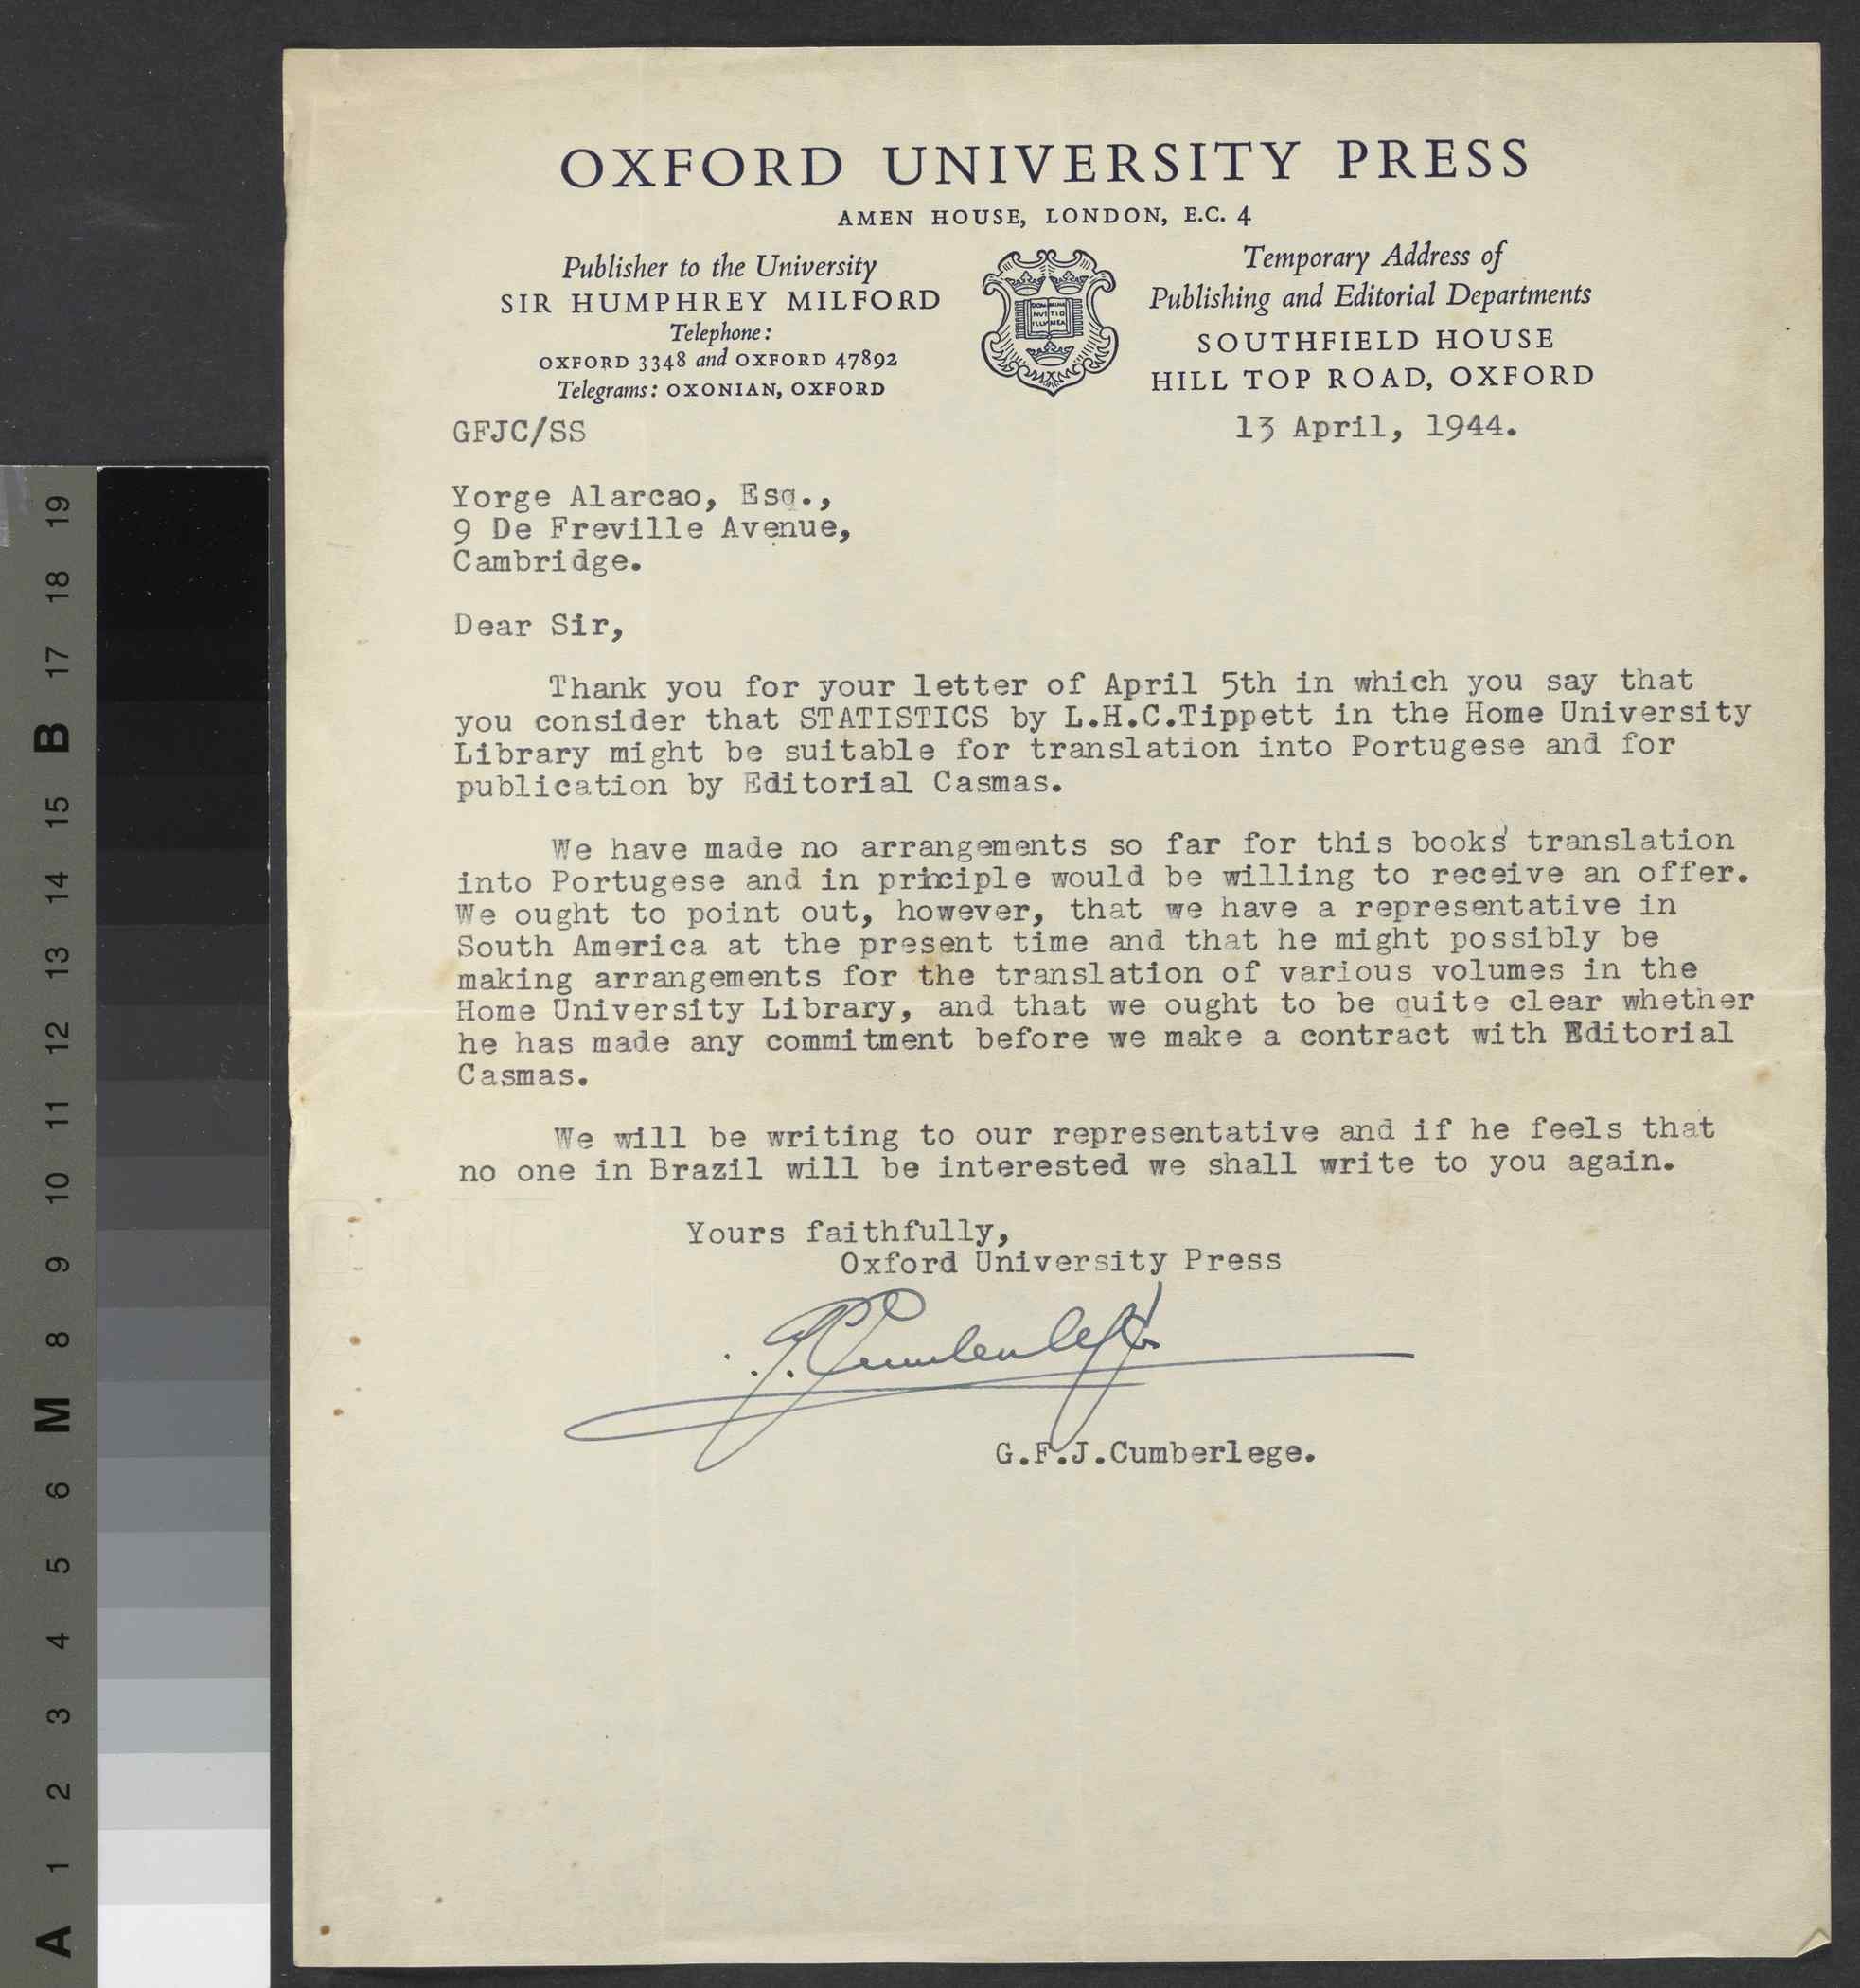 OXFORD UNIVERSITY PRESS
AMEN HOUSE, LONDON, E.C. 4
Publisher to the University
SIR HUMPHREY MILFORD
Telephone:
OXFORD 3348 and OXFORD 47892
Telegrams: OXONIAN, OXFORD
Temporary Address of
Publishing and Editorial Departments
SOUTHFIELD HOUSE
HILL TOP ROAD, OXFORD
GFJC/SS
13 April, 1944.
Yorge Alarcao, Esq.,
9 De Freville Avenue,
Cambridge.
Dear Sir,
Thank you for your letter of April 5th in which you say that
you consider that STATISTICS by L.H.C.Tippett in the Home University
Library might be suitable for translation into Portugese and for
publication by Editorial Casmas.
We have made no arrangements so far for this books' translation
into Portugese and in priciple would be willing to receive an offer.
We ought to point out, however, that we have a representative in
South America at the present time and that he might possibly be
making arrangements for the translation of various volumes in the
Home University Library, and that we ought to be quite clear whether
he has made any commitment before we make a contract with Editorial
Casmas.
We will be writing to our representative and if he feels that
no one in Brazil will be interested we shall write to you again.
Yours faithfully,
Oxford University Press
G.F.J.Cumberlege.
A 1 2 3 4 5 6 M 8 9 10 11 12 13 14 15 B 17 18 19